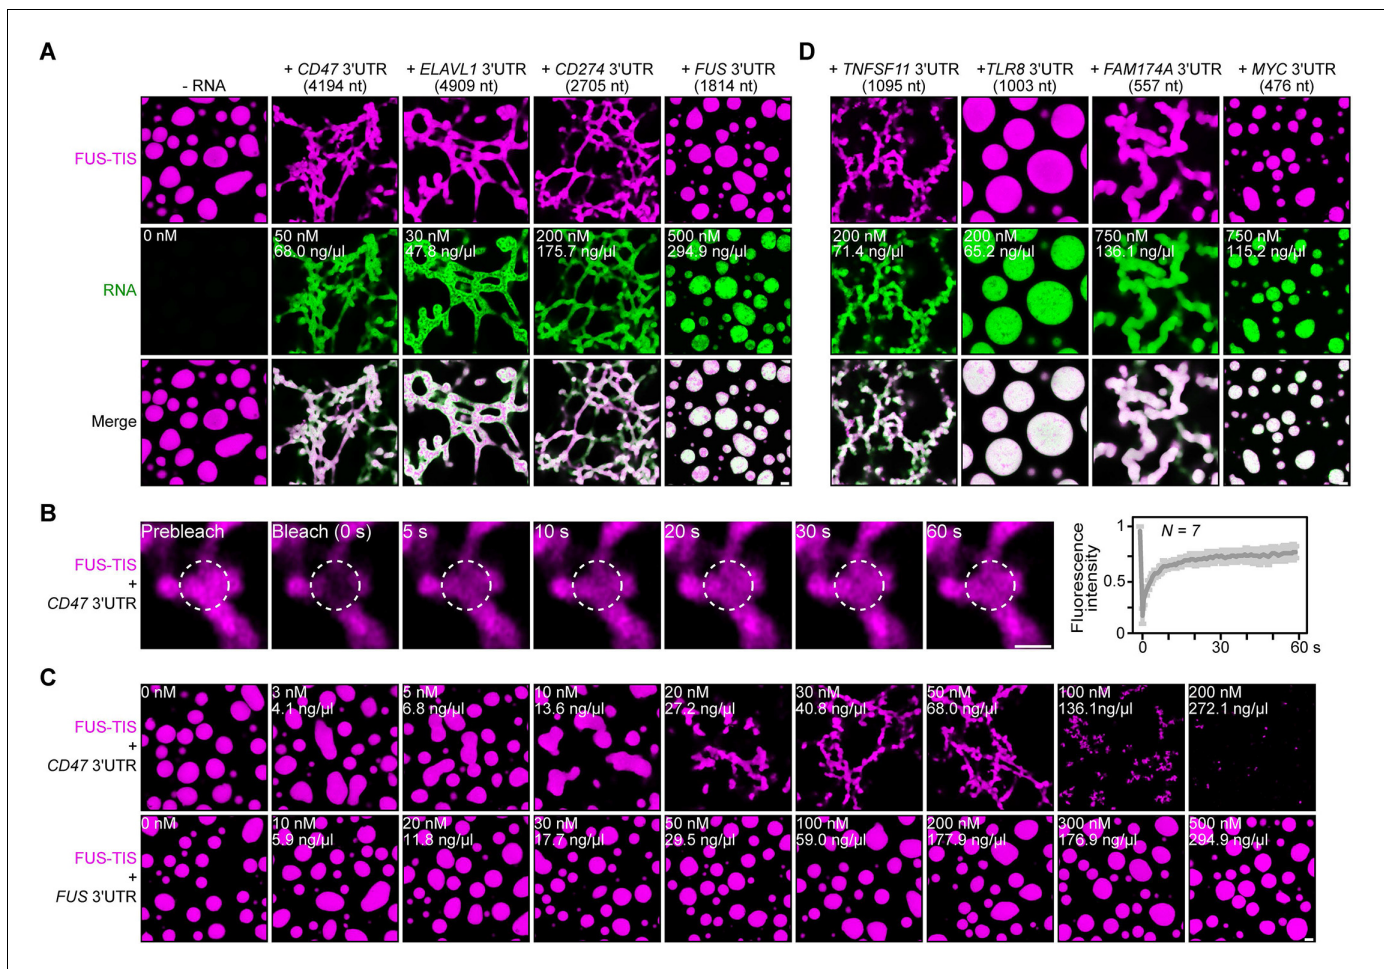 A
D
- RNA
+ CD47 3'UTR
(4194 nt)
+ ELAVL1 3'UTR
(4909 nt)
+ CD274 3'UTR
(2705 nt)
+ FUS 3'UTR
(1814 nt)
+ TNFSF11 3'UTR
(1095 nt)
+TLR8 3'UTR
(1003 nt)
+ FAM174A 3'UTR
(557 nt)
+ MYC 3'UTR
(476 nt)
FUS-TIS
RNA
0 nM
50 nM
68.0 ng/µl
30 nM
47.8 ng/µl
200 nM
175.7 ng/µl
500 nM
294.9 ng/µl
200 nM
71.4 ng/µl
200 nM
65.2 ng/µl
750 nM
136.1 ng/µl
750 nM
115.2 ng/µl
Merge
B
FUS-TIS
+
CD47 3'UTR
Prebleach
Bleach (0 s)
5 s
10 s
20 s
30 s
60 s
Fluorescence
intensity
1
0.5
0
N = 7
0
30
60 s
C
FUS-TIS
+
CD47 3'UTR
0 nM
3 nM
4.1 ng/µl
5 nM
6.8 ng/µl
10 nM
13.6 ng/µl
20 nM
27.2 ng/µl
30 nM
40.8 ng/µl
50 nM
68.0 ng/µl
100 nM
136.1ng/µl
200 nM
272.1 ng/µl
FUS-TIS
+
FUS 3'UTR
0 nM
10 nM
5.9 ng/µl
20 nM
11.8 ng/µl
30 nM
17.7 ng/µl
50 nM
29.5 ng/µl
100 nM
59.0 ng/µl
200 nM
177.9 ng/µl
300 nM
176.9 ng/µl
500 nM
294.9 ng/µl